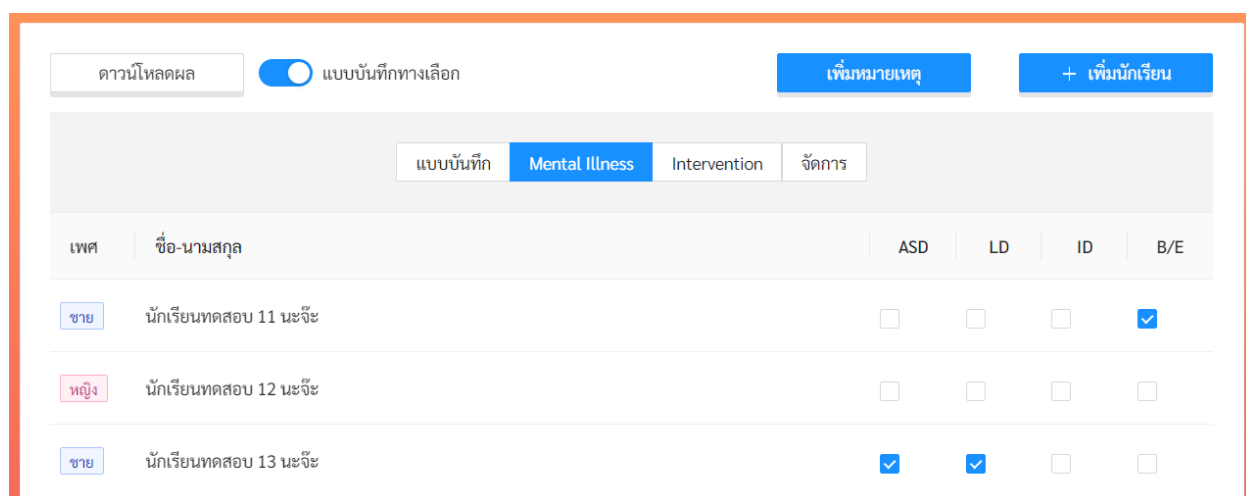 ดาวน์โหลดผล แบบบันทึกทางเลือก เพิ่มหมายเหตุ + เพิ่มนักเรียน
แบบบันทึก Mental Illness Intervention จัดการ
เพศ ชื่อ-นามสกุล ASD LD ID B/E
ชาย นักเรียนทดสอบ 11 นะจ๊ะ
หญิง นักเรียนทดสอบ 12 นะจ๊ะ
ชาย นักเรียนทดสอบ 13 นะจ๊ะ